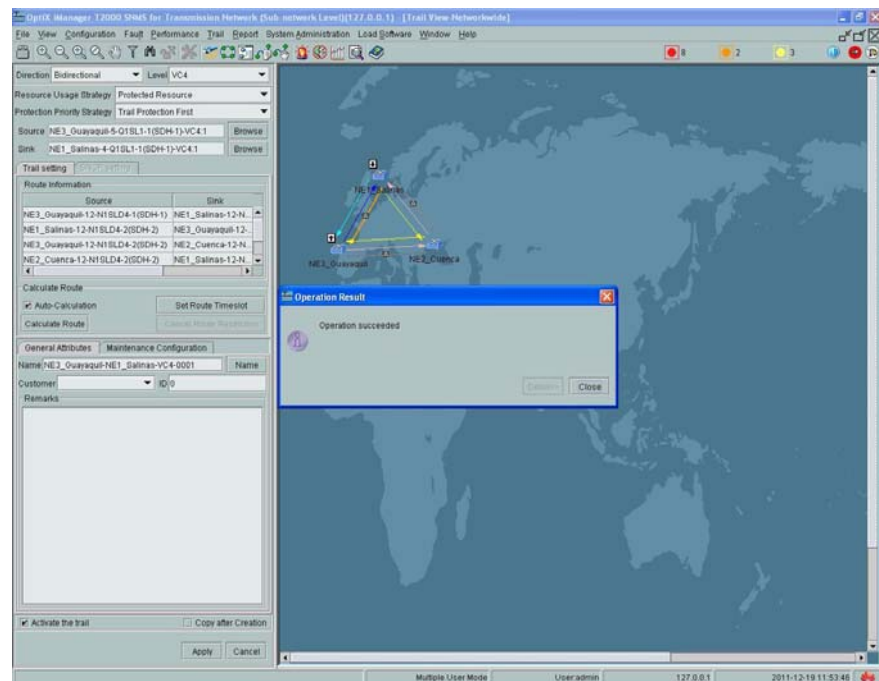 OptiX iManager T2000 SNMS for Transmission Network (Sub-network Level)(127.0.0.1) - [Trail View-Networkwide]
File View Configuration Fault Performance Trail Report System Administration Load Software Window Help
8 2 3
Direction Bidirectional Level VC4
Resource Usage Strategy Protected Resource
Protection Priority Strategy Trail Protection First
Source NE3_Guayaquil-5-Q1SL1-1(SDH-1)-VC4:1 Browse
Sink NE1_Salinas-4-Q1SL1-1(SDH-1)-VC4:1 Browse
Trail setting
Route Information
Source Sink
NE3_Guayaquil-12-N1SLD4-1(SDH-1) NE1_Salinas-12-N...
NE1_Salinas-12-N1SLD4-2(SDH-2) NE3_Guayaquil-12-...
NE3_Guayaquil-12-N1SLD4-2(SDH-2) NE2_Cuenca-12-N...
NE2_Cuenca-12-N1SLD4-2(SDH-2) NE1_Salinas-12-N...
Calculate Route
Auto-Calculation Set Route Timeslot
Calculate Route
General Attributes Maintenance Configuration
Name NE3_Guayaquil-NE1_Salinas-VC4-0001 Name
Customer ID 0
Remarks
Activate the trail Copy after Creation
Apply Cancel
NE1_Salinas
NE3_Guayaquil NE2_Cuenca
Operation Result
Operation succeeded
Close
Multiple User Mode User:admin 127.0.0.1 2011-12-19 11:53:46